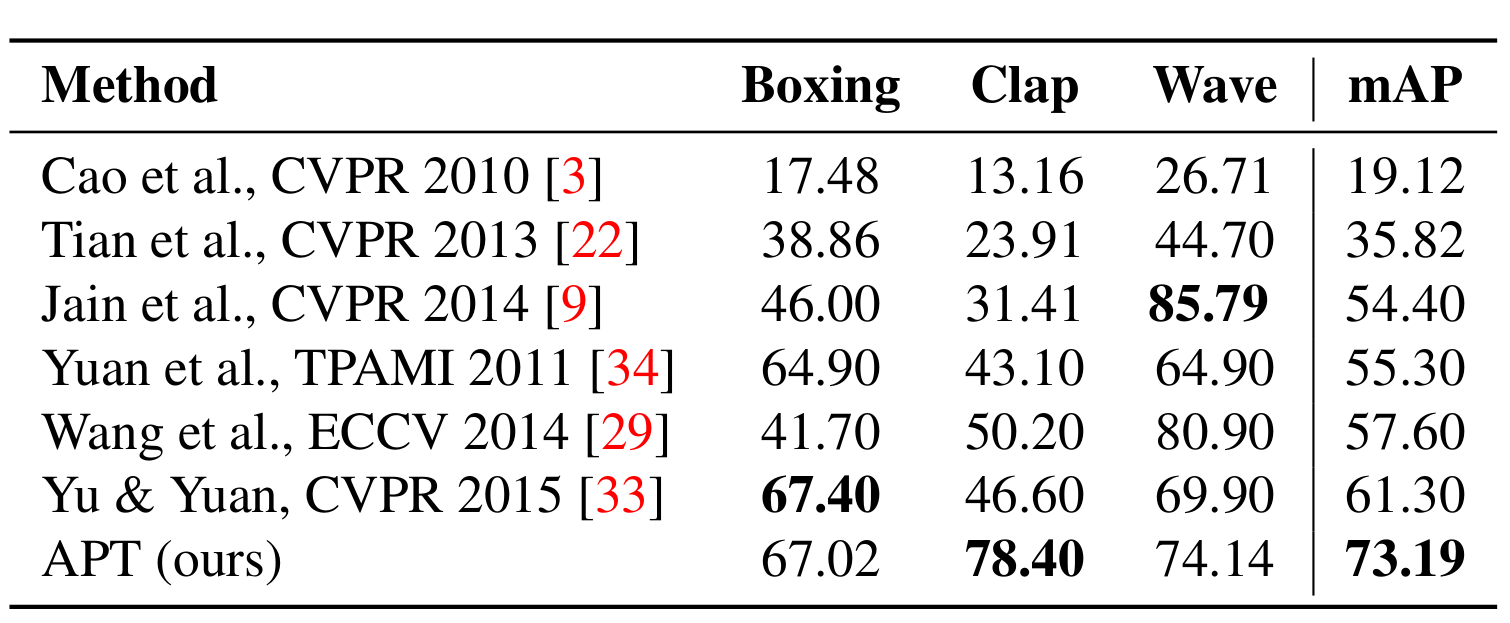 Method Boxing Clap Wave mAP
Cao et al., CVPR 2010 [3] 17.48 13.16 26.71 19.12
Tian et al., CVPR 2013 [22] 38.86 23.91 44.70 35.82
Jain et al., CVPR 2014 [9] 46.00 31.41 85.79 54.40
Yuan et al., TPAMI 2011 [34] 64.90 43.10 64.90 55.30
Wang et al., ECCV 2014 [29] 41.70 50.20 80.90 57.60
Yu & Yuan, CVPR 2015 [33] 67.40 46.60 69.90 61.30
APT (ours) 67.02 78.40 74.14 73.19